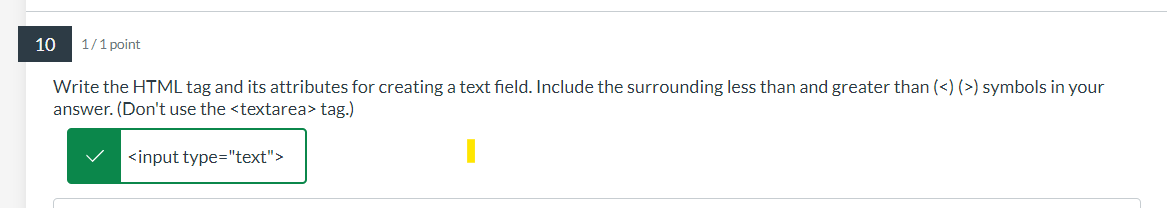 10
1 / 1 point
Write the HTML tag and its attributes for creating a text field. Include the surrounding less than and greater than (<) (>) symbols in your
answer. (Don't use the <textarea> tag.)
<input type="text">